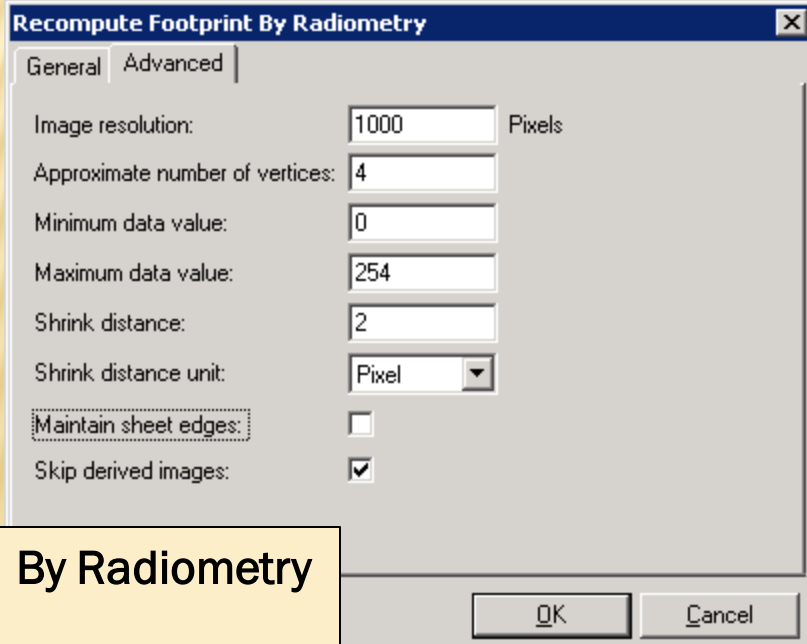 Recompute Footprint By Radiometry
General Advanced
Image resolution: 1000 Pixels
Approximate number of vertices: 4
Minimum data value: 0
Maximum data value: 254
Shrink distance: 2
Shrink distance unit: Pixel
Maintain sheet edges:
Skip derived images:
By Radiometry
OK Cancel